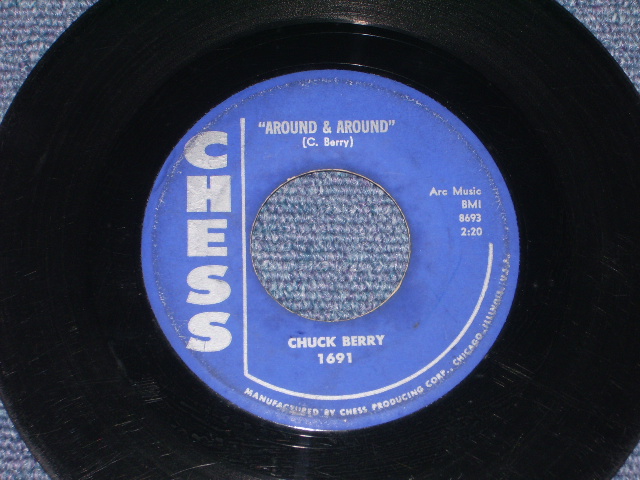 CHESS
"AROUND & AROUND"
(C. Berry)
Arc Music
BMI
8693
2:20
CHUCK BERRY
1691
MANUFACTURED BY CHESS PRODUCING CORP., CHICAGO, ILLINOIS, U.S.A.